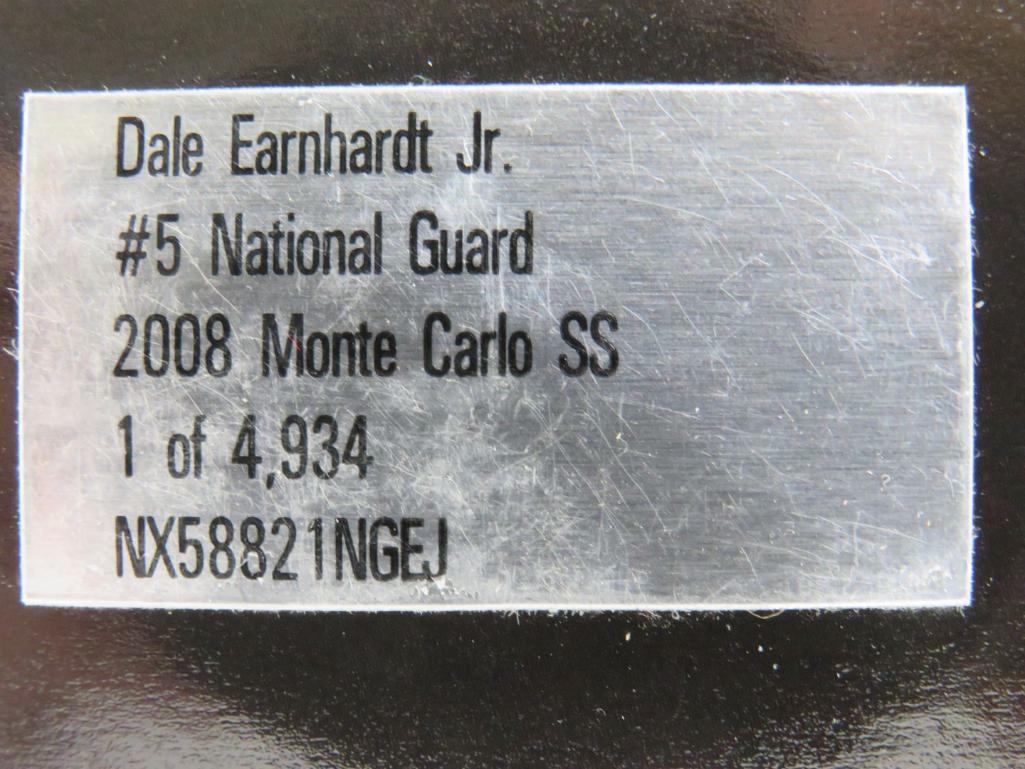 Dale Earnhardt Jr.
#5 National Guard
2008 Monte Carlo SS
1 of 4,934
NX58821NGEJ